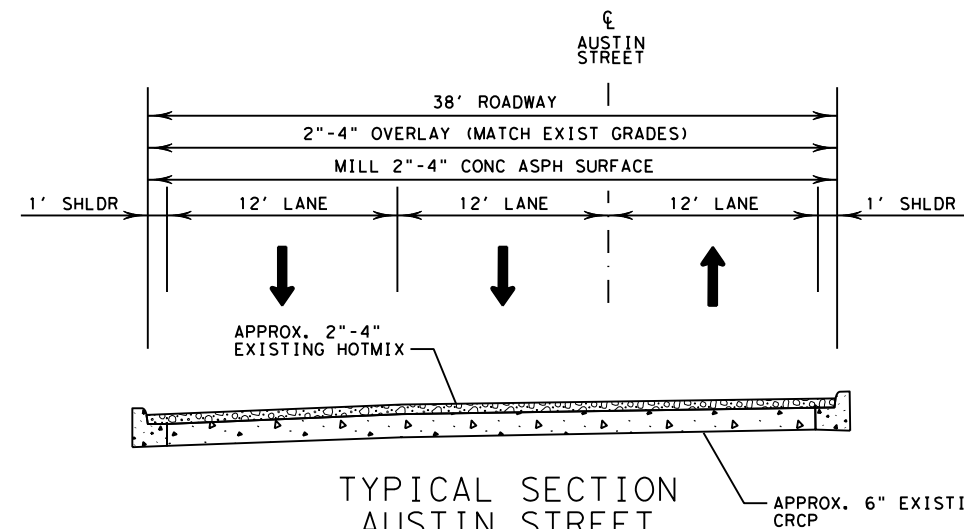 ℄
AUSTIN
STREET
38' ROADWAY
2"-4" OVERLAY (MATCH EXIST GRADES)
MILL 2"-4" CONC ASPH SURFACE
1' SHLDR
12' LANE
12' LANE
12' LANE
1' SHLDR
APPROX. 2"-4"
EXISTING HOTMIX
TYPICAL SECTION
AUSTIN STREET
APPROX. 6" EXISTI
CRCP